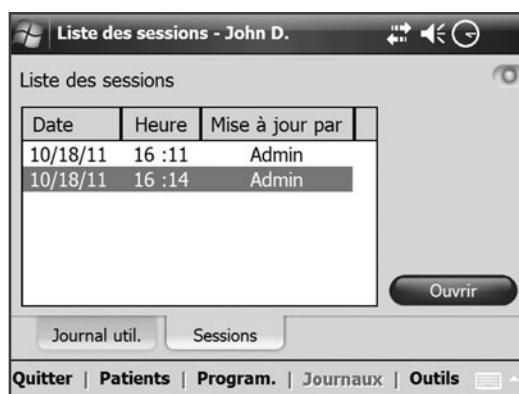 Liste des sessions - John D.
Liste des sessions
Date Heure Mise à jour par
10/18/11 16 :11 Admin
10/18/11 16 :14 Admin
Ouvrir
Journal util. Sessions
Quitter | Patients | Program. | Journaux | Outils